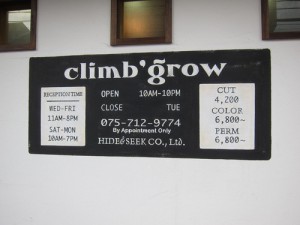 climb'grow
RECEPTION TIME
WED-FRI
11AM-8PM
SAT-MON
10AM-7PM
OPEN 10AM-10PM
CLOSE TUE
075-712-9774
By Appointment Only
HIDE&SEEK CO., Ltd.
CUT
4,200
COLOR
6,800~
PERM
6,800~